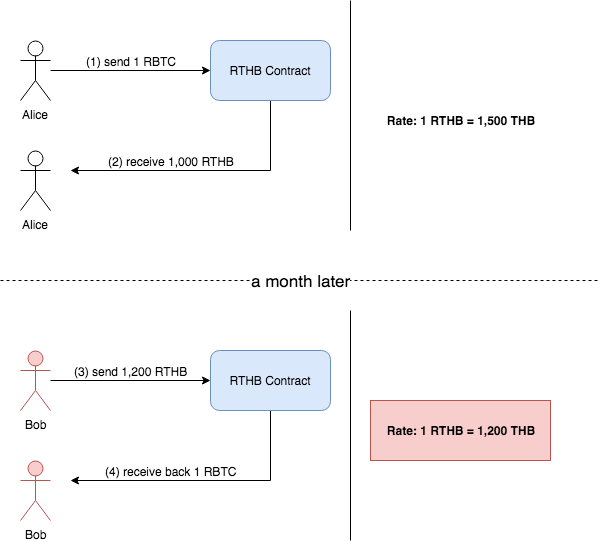 (1) send 1 RBTC
RTHB Contract
Alice
Rate: 1 RTHB = 1,500 THB
(2) receive 1,000 RTHB
Alice
a month later
(3) send 1,200 RTHB
RTHB Contract
Bob
Rate: 1 RTHB = 1,200 THB
(4) receive back 1 RBTC
Bob